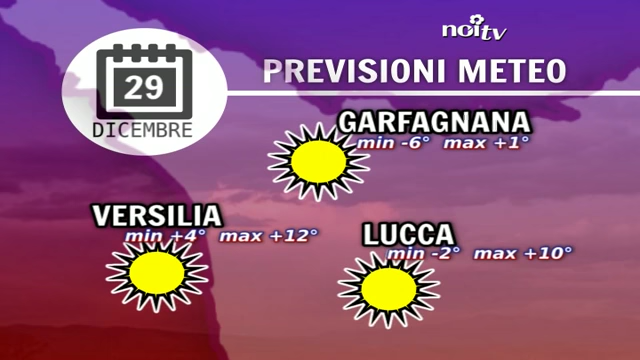 noitv
PREVISIONI METEO
29
DICEMBRE
GARFAGNANA
min -6° max +1°
VERSILIA
min +4° max +12°
LUCCA
min -2° max +10°